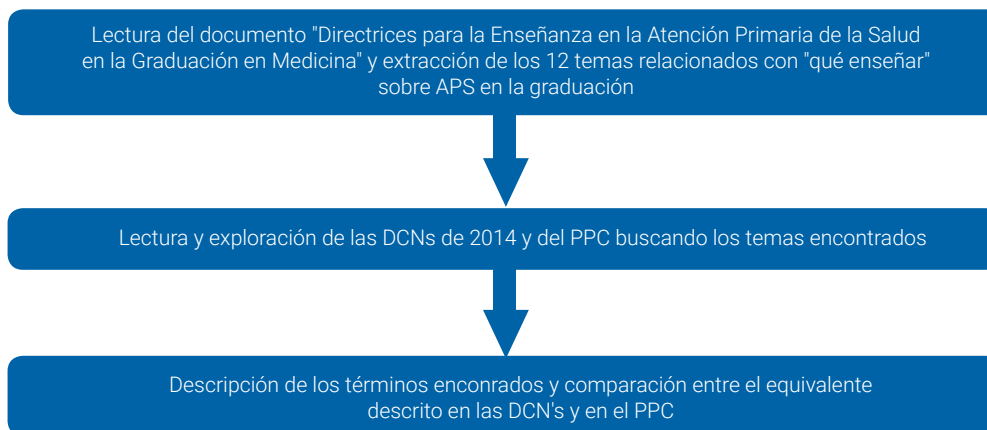 Lectura del documento "Directrices para la Enseñanza en la Atención Primaria de la Salud
en la Graduación en Medicina" y extracción de los 12 temas relacionados con "qué enseñar"
sobre APS en la graduación
Lectura y exploración de las DCNs de 2014 y del PPC buscando los temas encontrados
Descripción de los términos enconrados y comparación entre el equivalente
descrito en las DCN's y en el PPC